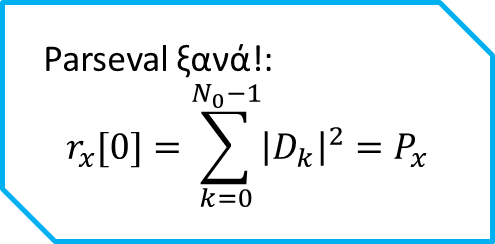 Parseval ξανά!:
$r_x[0] = \sum_{k=0}^{N_0-1} |D_k|^2 = P_x$